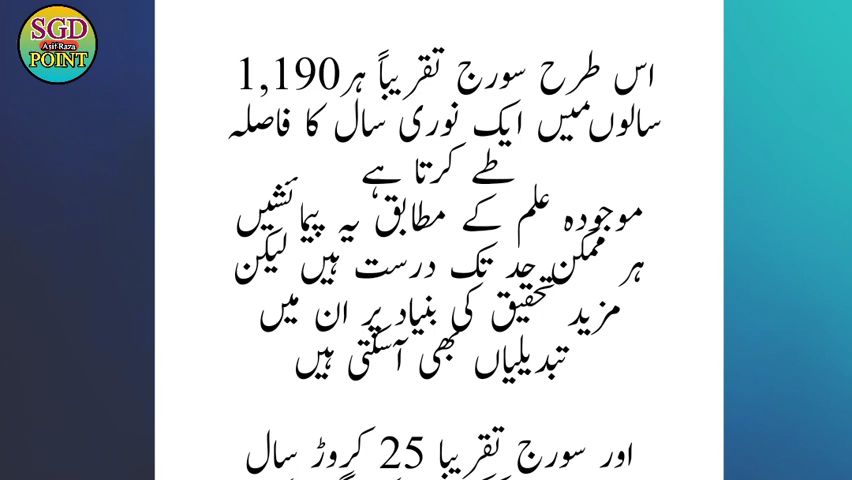 SGD
Asif Raza
POINT
اس طرح سورج تقریباً ہر 1,190
سالوں میں ایک نوری سال کا فاصلہ
طے کرتا ہے
موجودہ علم کے مطابق یہ پیمائشیں
ہر ممکن حد تک درست ہیں لیکن
مزید تحقیق کی بنیاد پر ان میں
تبدیلیاں بھی آسکتی ہیں
اور سورج تقریبا 25 کروڑ سال